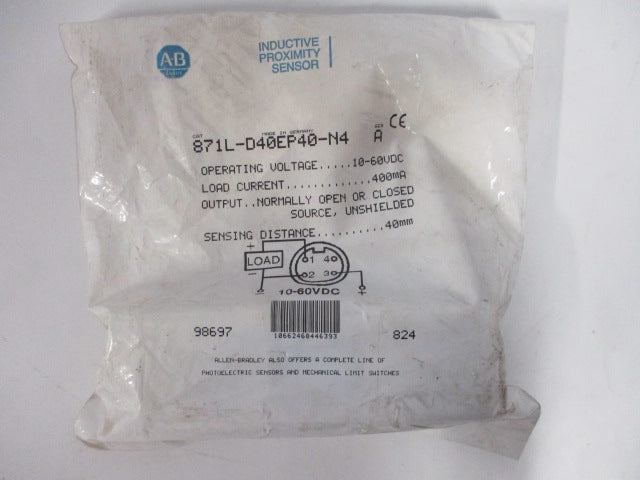 AB
INDUCTIVE
PROXIMITY
SENSOR
CAT MADE IN GERMANY SER CE
871L-D40EP40-N4 A
OPERATING VOLTAGE.....10-60VDC
LOAD CURRENT.............400mA
OUTPUT..NORMALLY OPEN OR CLOSED
SOURCE, UNSHIELDED
SENSING DISTANCE..........40mm
+
LOAD 1 4
- 2 3
- 10-60VDC +
10662468446393
98697 824
ALLEN-BRADLEY ALSO OFFERS A COMPLETE LINE OF
PHOTOELECTRIC SENSORS AND MECHANICAL LIMIT SWITCHES